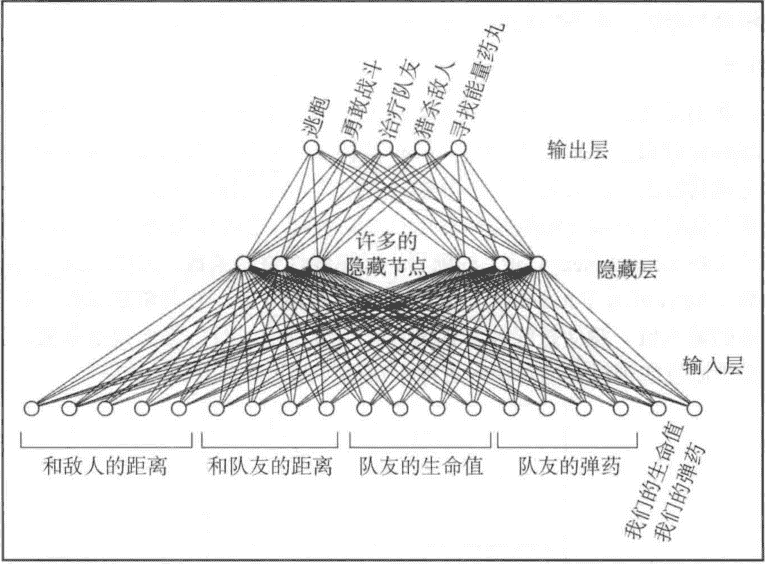 逃跑
勇敢战斗
治疗队友
猎杀敌人
寻找能量药丸
输出层
许多的
隐藏节点
隐藏层
输入层
和敌人的距离
和队友的距离
队友的生命值
队友的弹药
我们的生命值
我们的弹药